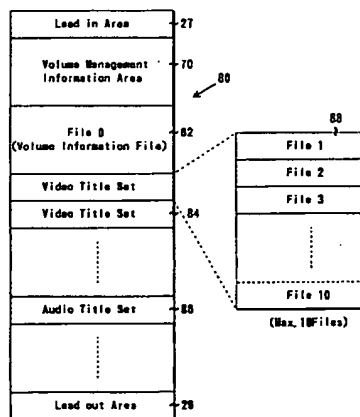 Lead in Area
27
Volume Management
Information Area
70
80
File 0
(Volume Information File)
82
88
File 1
File 2
File 3
Video Title Set
Video Title Set
84
File 10
(Max. 10Files)
Audio Title Set
Lead out Area